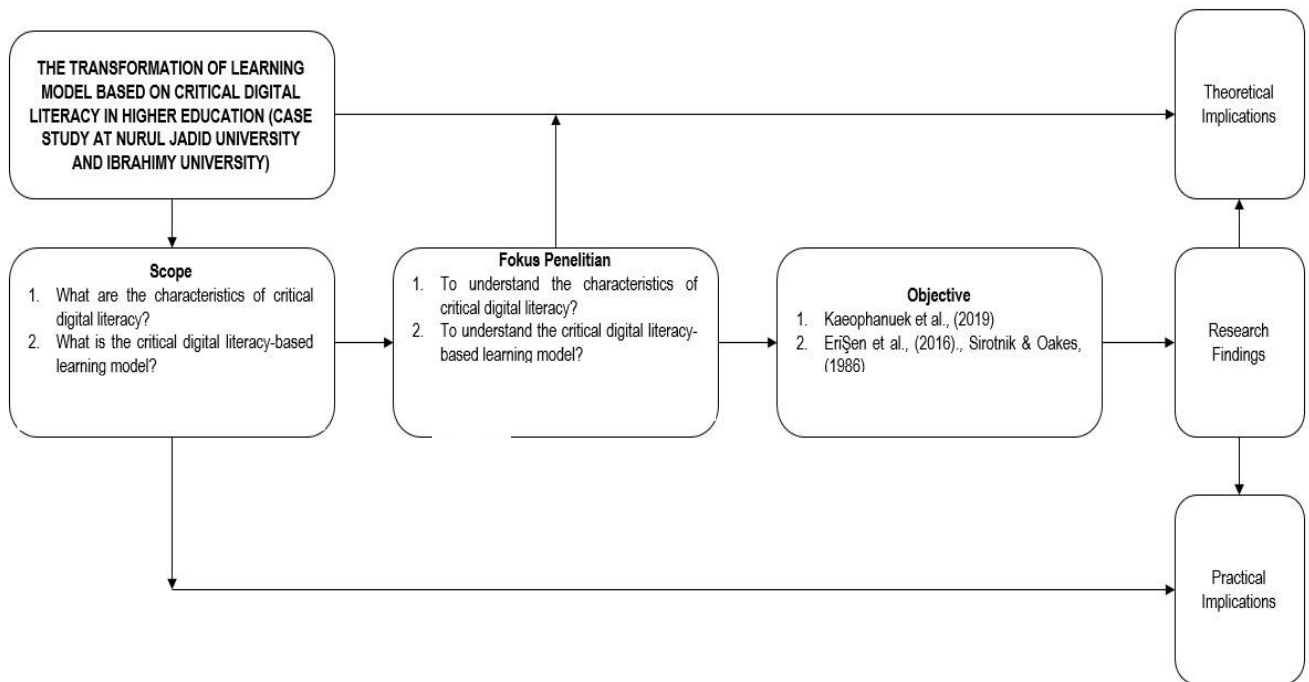 THE TRANSFORMATION OF LEARNING
MODEL BASED ON CRITICAL DIGITAL
LITERACY IN HIGHER EDUCATION (CASE
STUDY AT NURUL JADID UNIVERSITY
AND IBRAHIMY UNIVERSITY)
Theoretical
Implications
Scope
1. What are the characteristics of critical
digital literacy?
2. What is the critical digital literacy-based
learning model?
Fokus Penelitian
1. To understand the characteristics of
critical digital literacy?
2. To understand the critical digital literacy-
based learning model?
Objective
1. Kaeophanuek et al., (2019)
2. ErİŞen et al., (2016)., Sirotnik & Oakes,
(1986)
Research
Findings
Practical
Implications